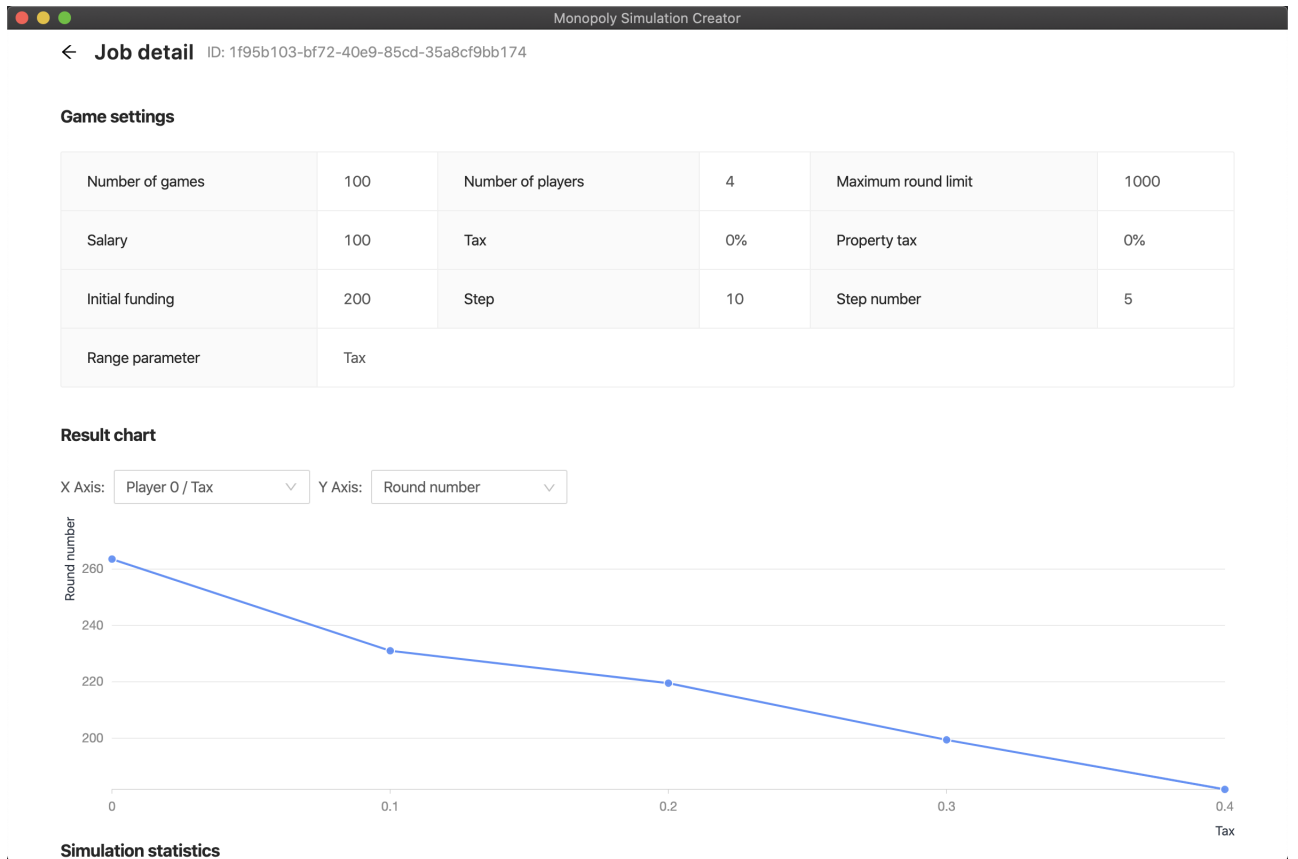 Monopoly Simulation Creator
← Job detail ID: 1f95b103-bf72-40e9-85cd-35a8cf9bb174
Game settings
Number of games 100 Number of players 4 Maximum round limit 1000
Salary 100 Tax 0% Property tax 0%
Initial funding 200 Step 10 Step number 5
Range parameter Tax
Result chart
X Axis: Player 0 / Tax Y Axis: Round number
Round number
260
240
220
200
0 0.1 0.2 0.3 0.4
Tax
Simulation statistics